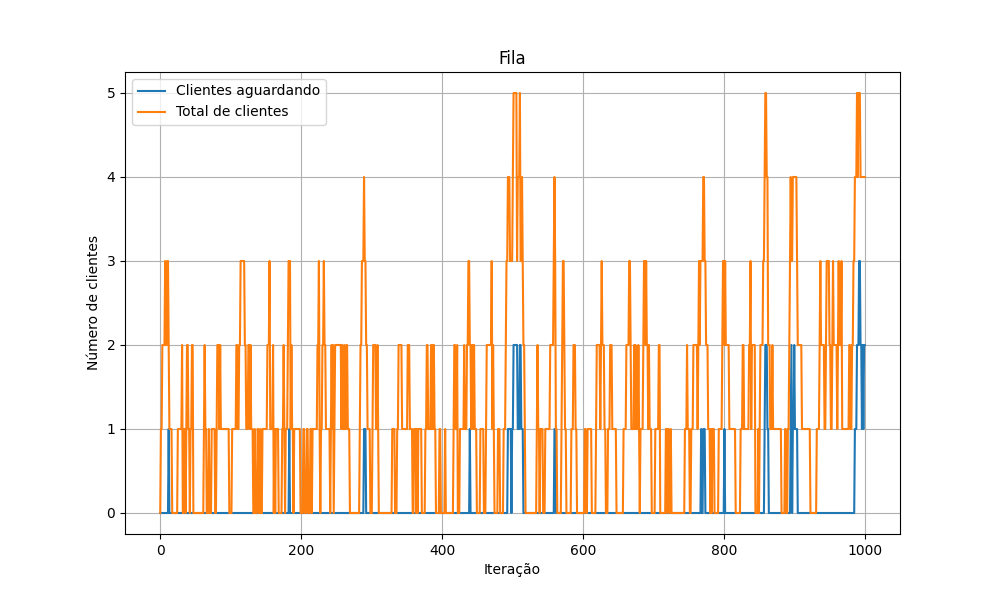 Fila
Clientes aguardando
Total de clientes
Número de clientes
5
4
3
2
1
0
0
200
400
600
800
1000
Iteração